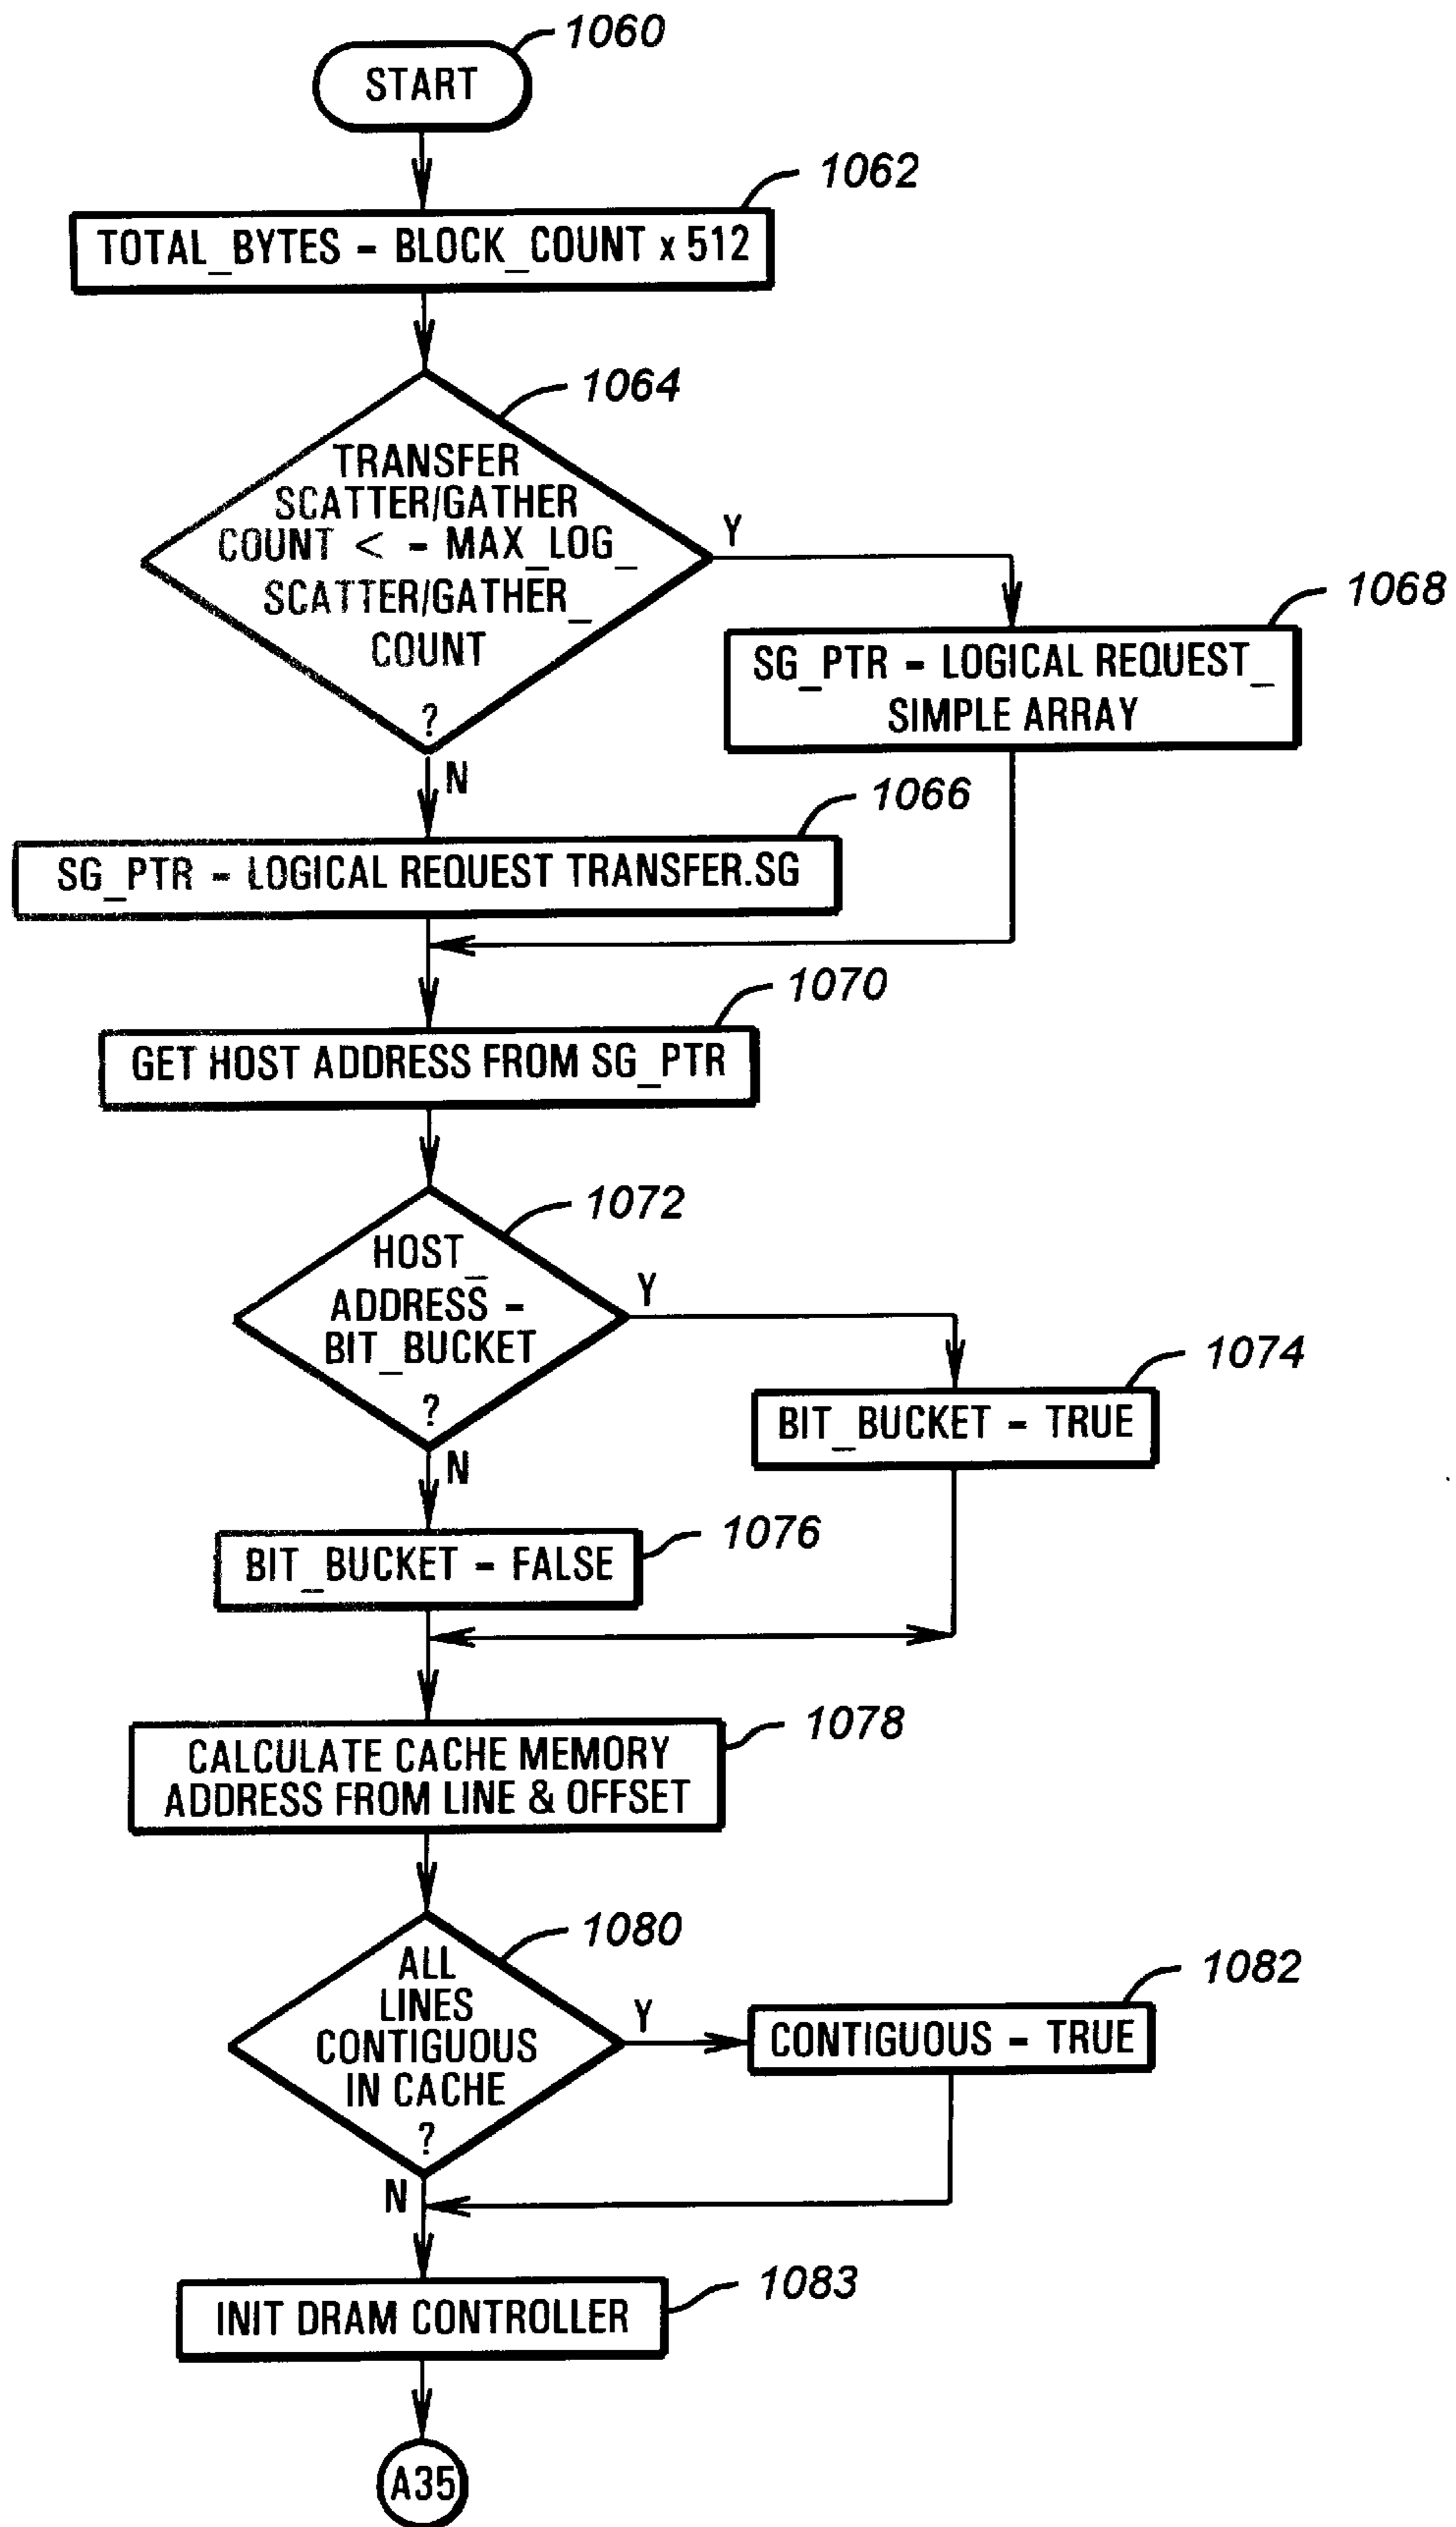 1060
START
1062
TOTAL_BYTES = BLOCK_COUNT x 512
1064
TRANSFER
SCATTER/GATHER
COUNT < = MAX_LOG_
SCATTER/GATHER_
COUNT
?
Y
N
1068
SG_PTR = LOGICAL REQUEST_
SIMPLE ARRAY
1066
SG_PTR = LOGICAL REQUEST TRANSFER.SG
1070
GET HOST ADDRESS FROM SG_PTR
1072
HOST_
ADDRESS =
BIT_BUCKET
?
Y
N
1074
BIT_BUCKET = TRUE
1076
BIT_BUCKET = FALSE
1078
CALCULATE CACHE MEMORY
ADDRESS FROM LINE & OFFSET
1080
ALL
LINES
CONTIGUOUS
IN CACHE
?
Y
N
1082
CONTIGUOUS = TRUE
1083
INIT DRAM CONTROLLER
A35